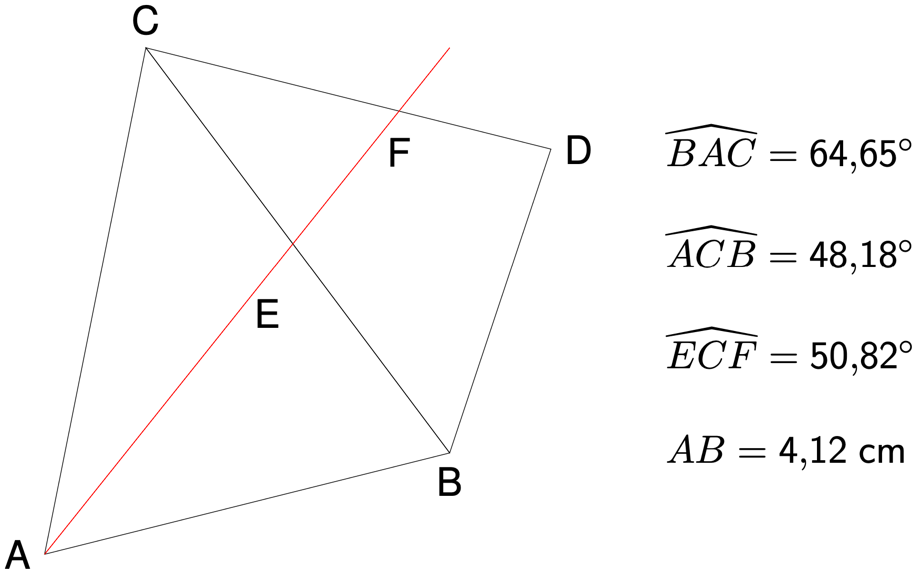 C
F
D
E
B
A
BAC = 64,65°
ACB = 48,18°
ECF = 50,82°
AB = 4,12 cm